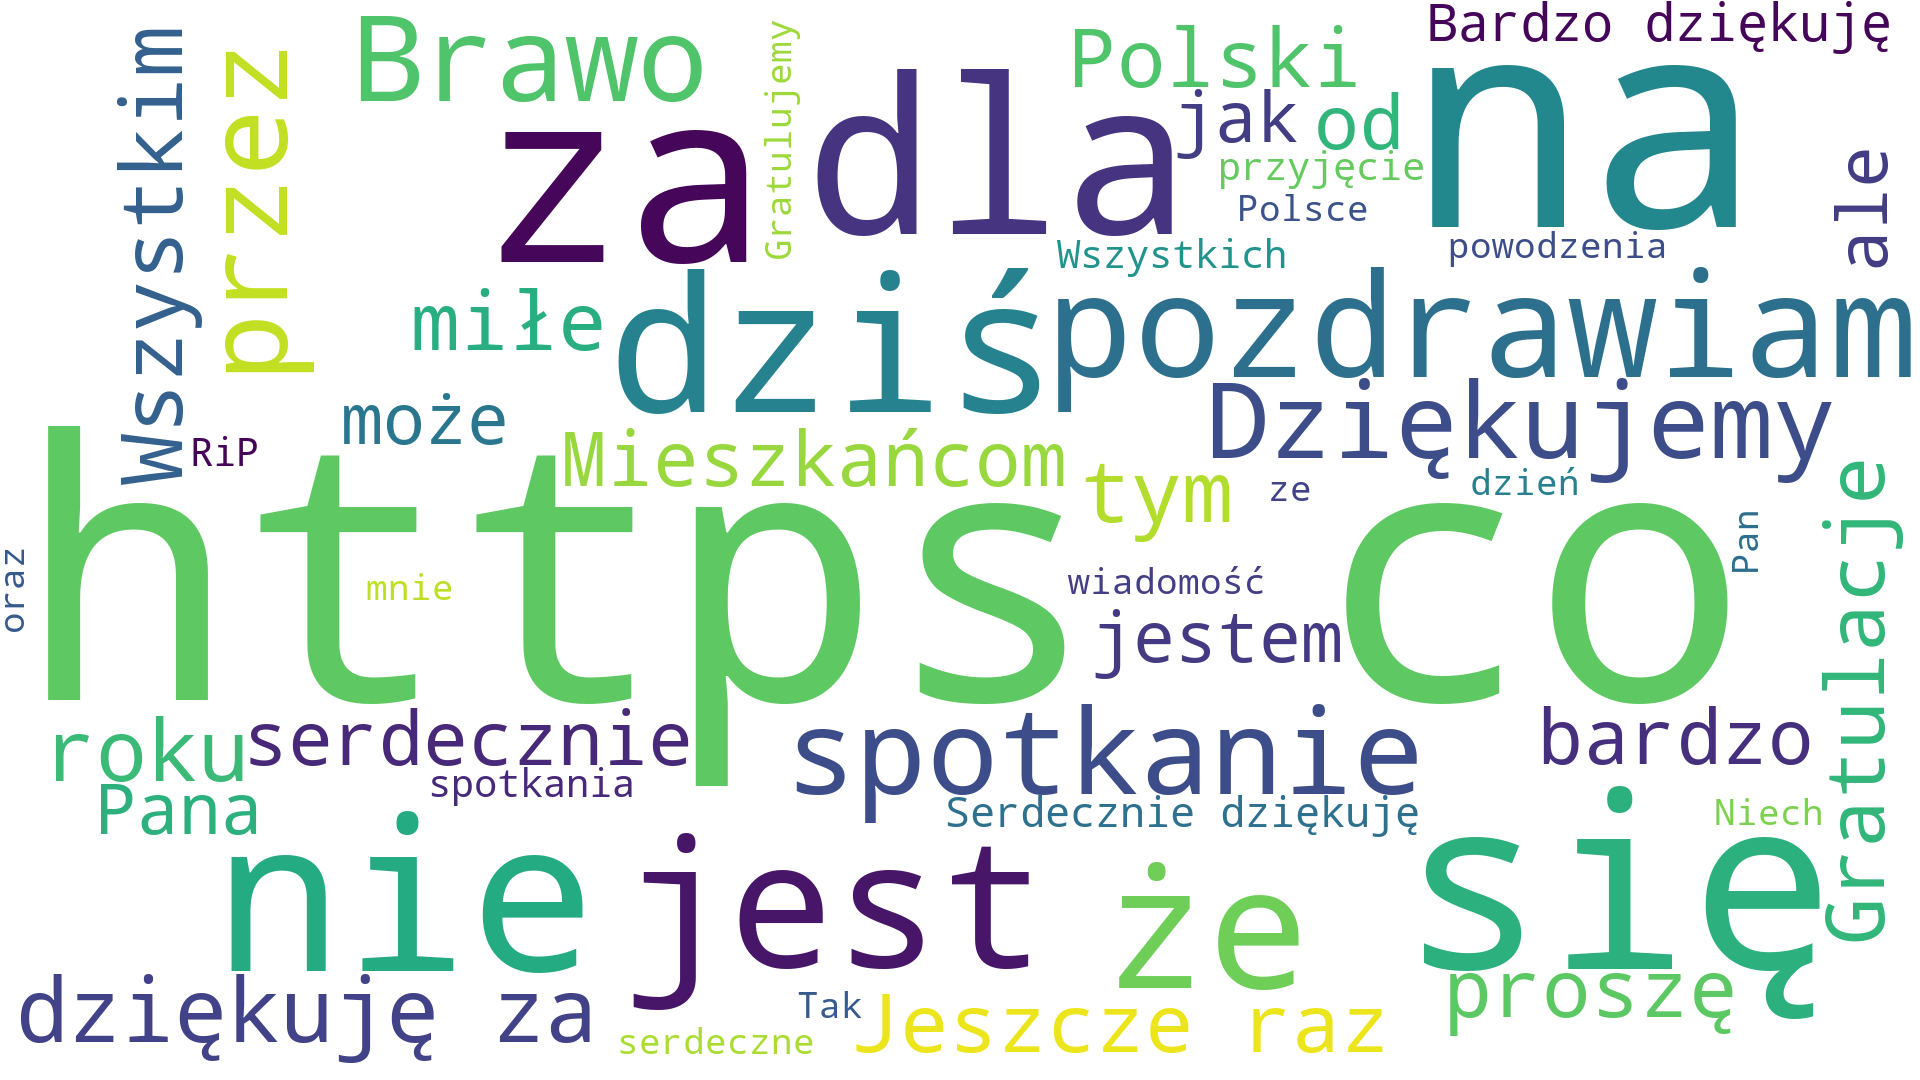 Bardzo dziękuję
Brawo
Polski
na
Wszystkim
przez
Gratulujemy
za
dla
jak
od
przyjęcie
ale
Polsce
Wszystkich
powodzenia
miłe
dziś
pozdrawiam
może
Dziękujemy
RiP
Mieszkańcom
tym
ze
dzień
https co
Pan
oraz
mnie
wiadomość
jestem
Gratulacje
roku
serdecznie
spotkanie
bardzo
spotkania
Pana
Serdecznie dziękuję
Niech
nie
jest
że
się
dziękuję za
Tak
Jeszcze raz
proszę
serdeczne